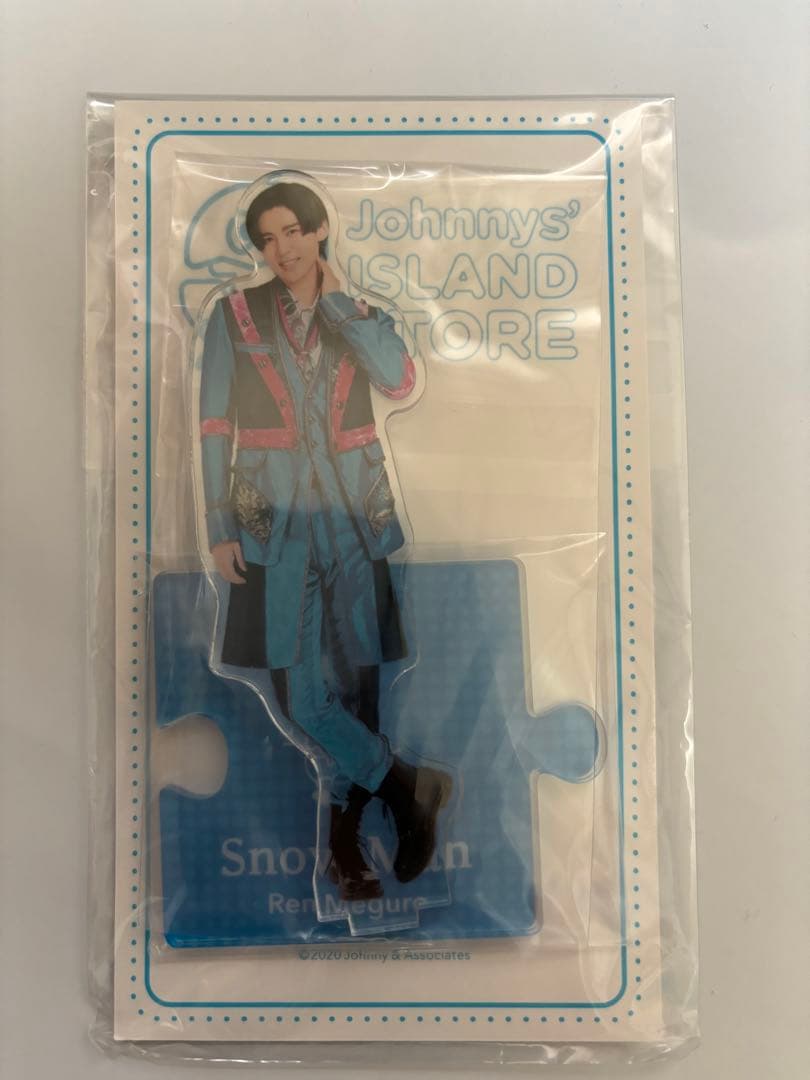 Johnnys'
ISLAND
STORE
Snow Man
Ren Meguro
©2020 Johnny & Associates